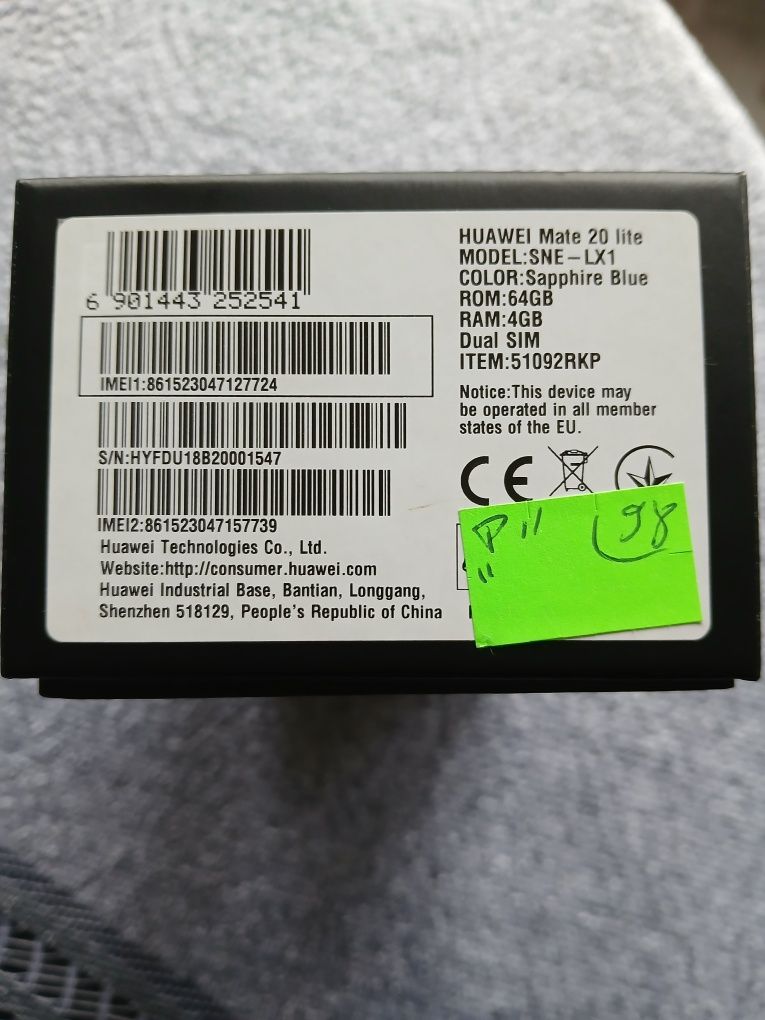 6 901443 252541
IMEI1:861523047127724
S/N:HYFDU18B20001547
IMEI2:861523047157739
Huawei Technologies Co., Ltd.
Website:http://consumer.huawei.com
Huawei Industrial Base, Bantian, Longgang,
Shenzhen 518129, People's Republic of China
HUAWEI Mate 20 lite
MODEL:SNE-LX1
COLOR:Sapphire Blue
ROM:64GB
RAM:4GB
Dual SIM
ITEM:51092RKP
Notice:This device may
be operated in all member
states of the EU.
CE
98